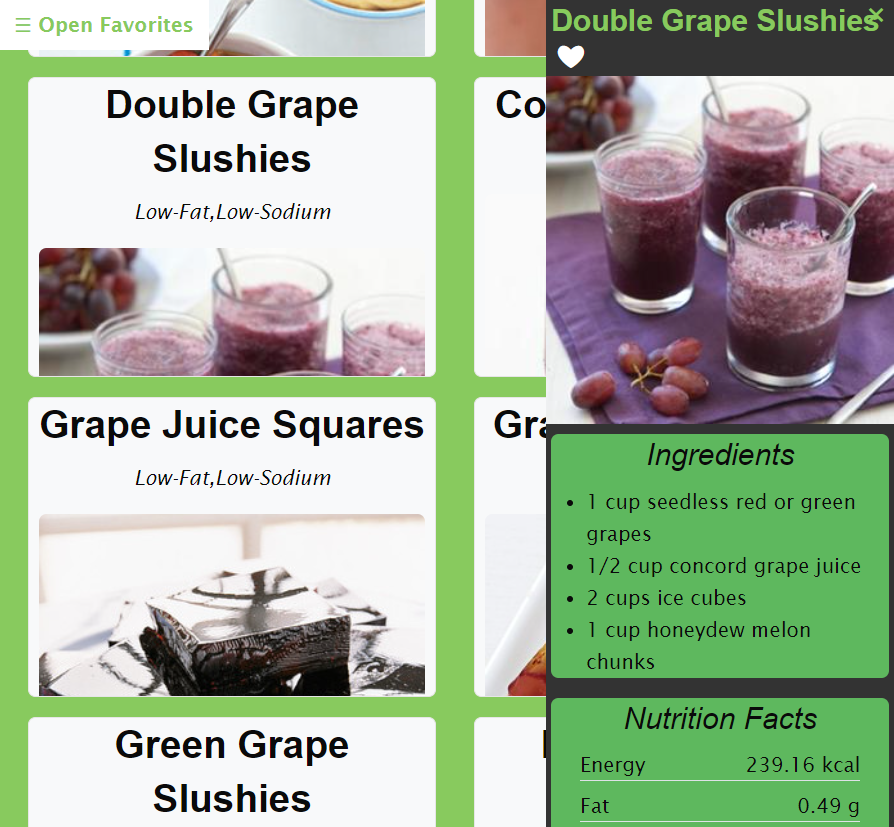 ☰ Open Favorites
Double Grape
Slushies
Low-Fat,Low-Sodium
Grape Juice Squares
Low-Fat,Low-Sodium
Green Grape
Slushies
Co
Gra
Double Grape Slushies
×
Ingredients
• 1 cup seedless red or green
grapes
• 1/2 cup concord grape juice
• 2 cups ice cubes
• 1 cup honeydew melon
chunks
Nutrition Facts
Energy 239.16 kcal
Fat 0.49 g